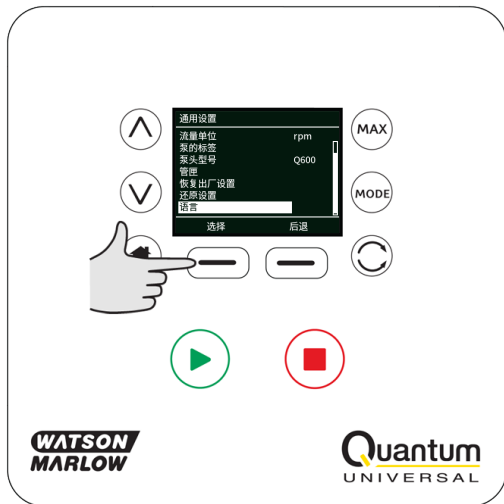 通用设置
流量单位 rpm
泵的标签
泵头型号 Q600
管匣
恢复出厂设置
还原设置
语言
选择 后退
MAX
MODE
WATSON
MARLOW
Quantum
UNIVERSAL